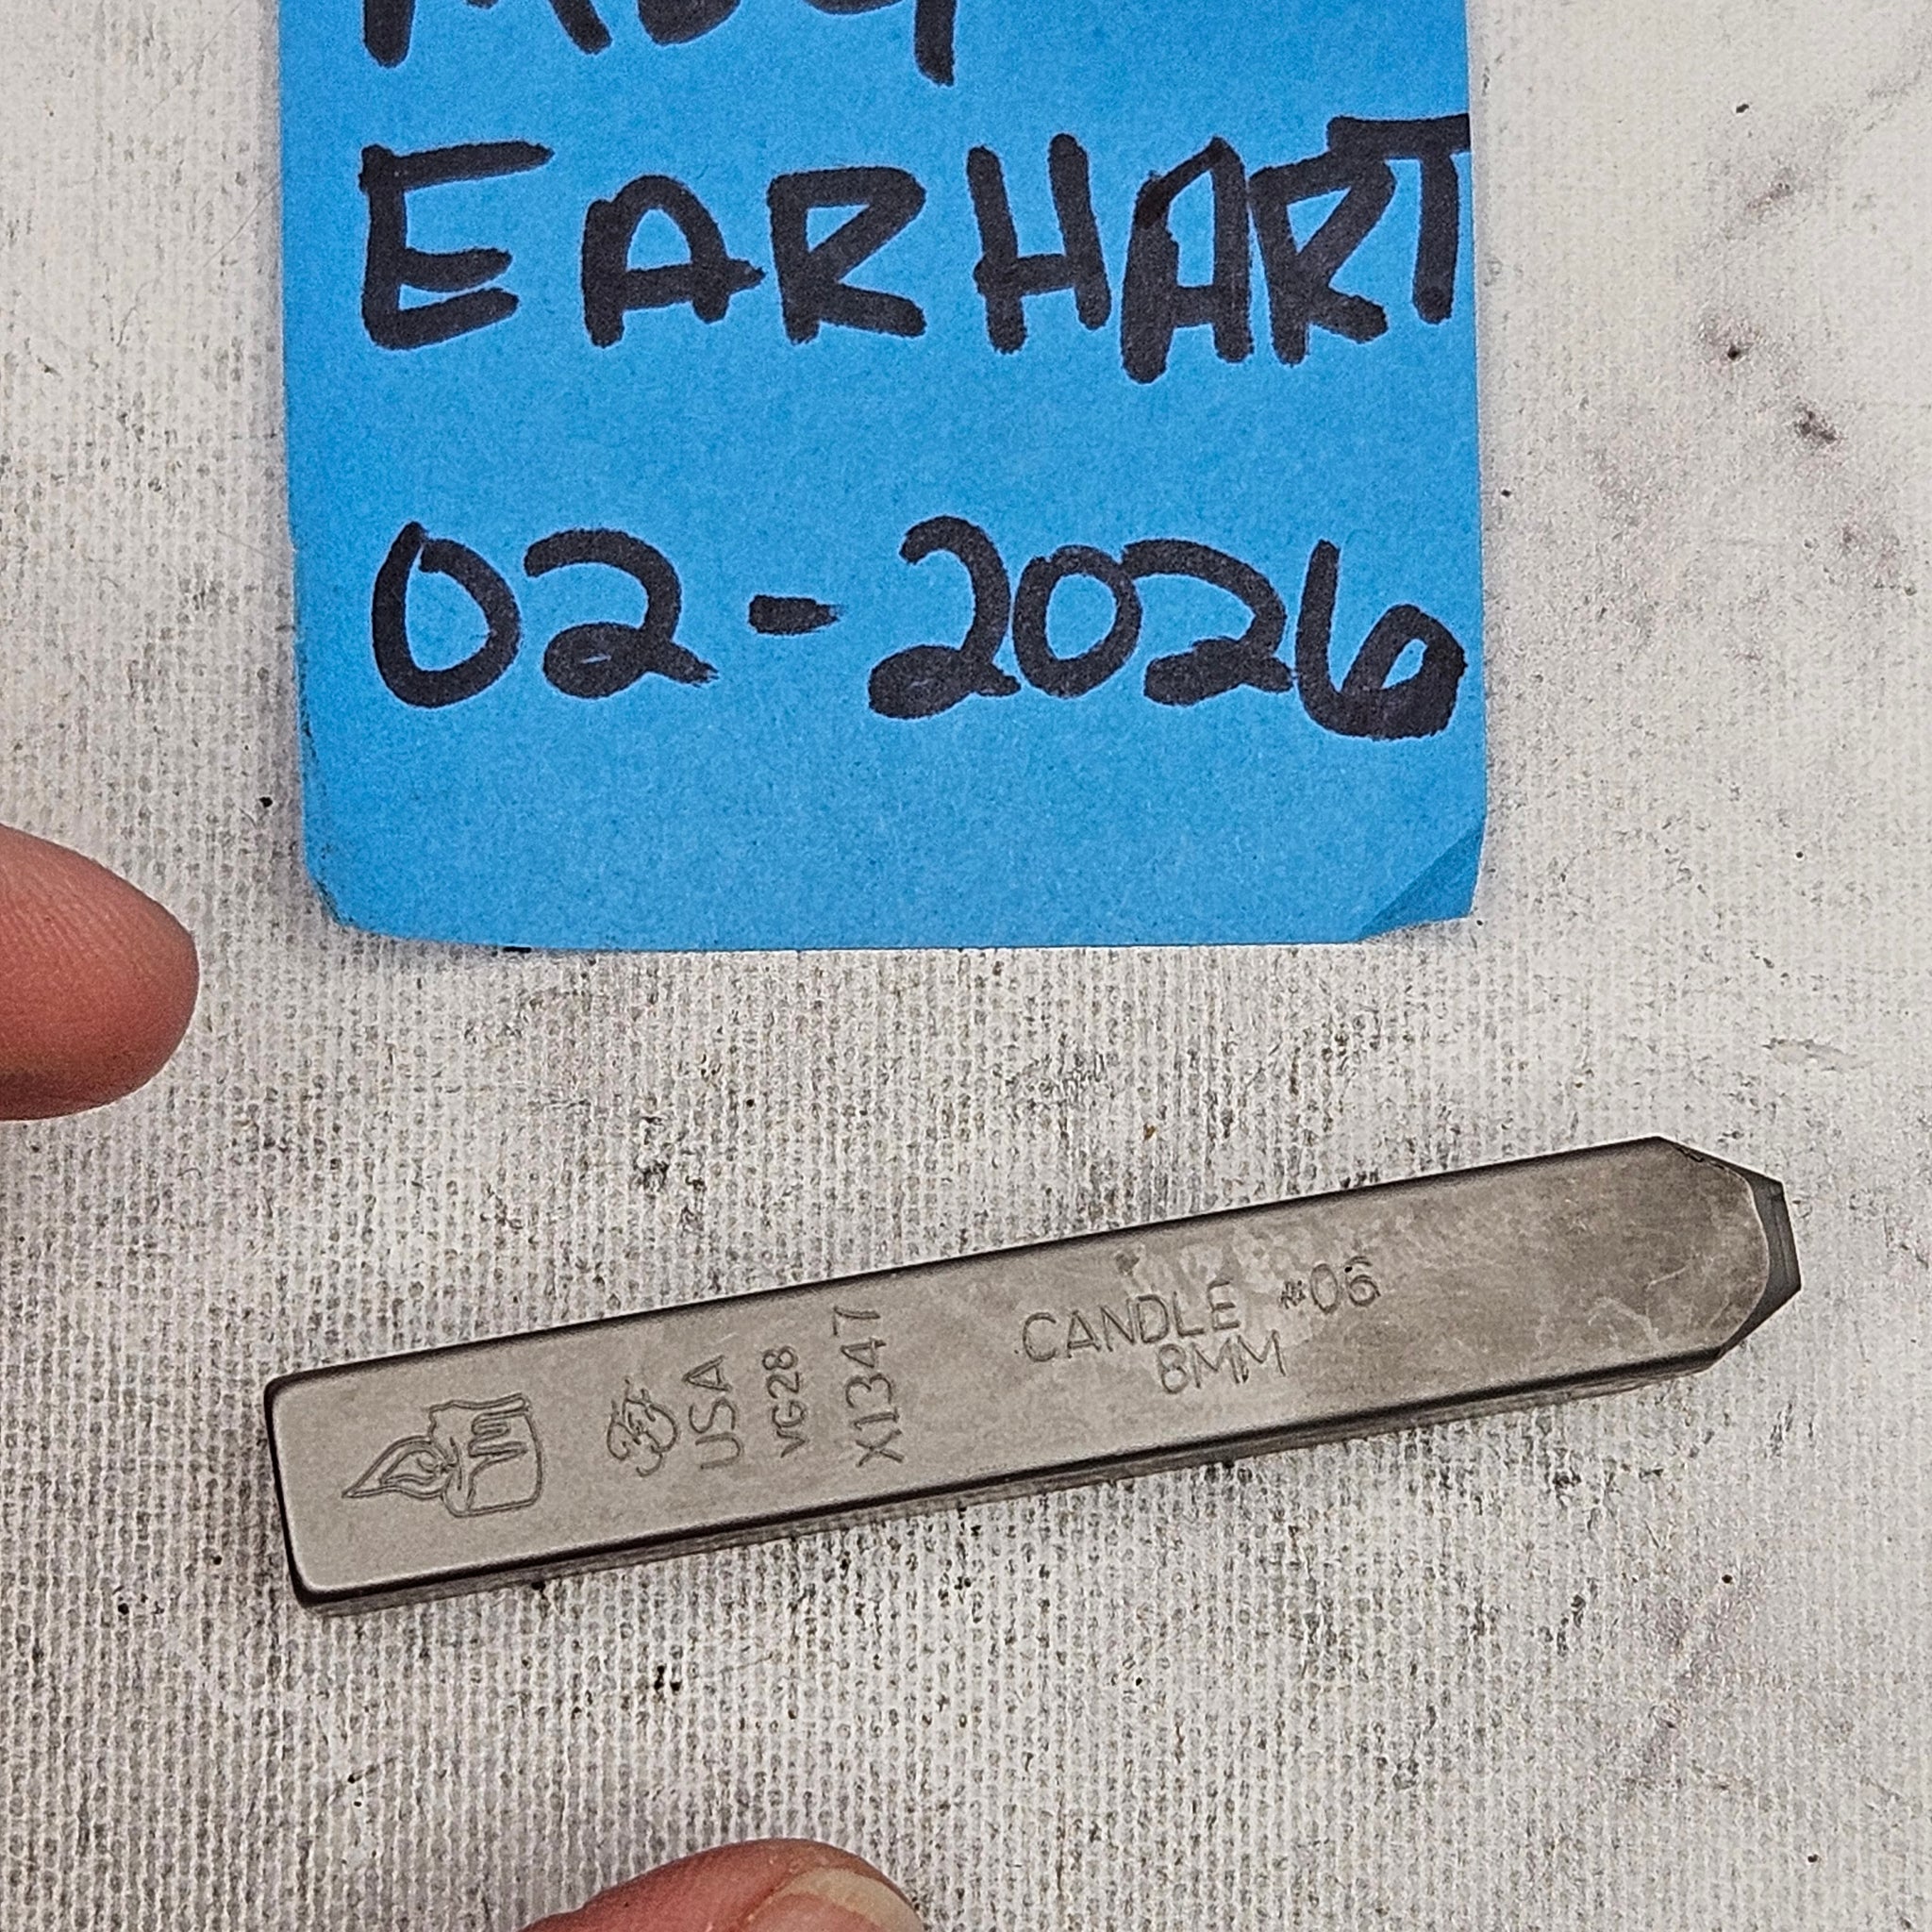 EARHART
02-2026
USA
VG28
X1347
CANDLE #06
8MM